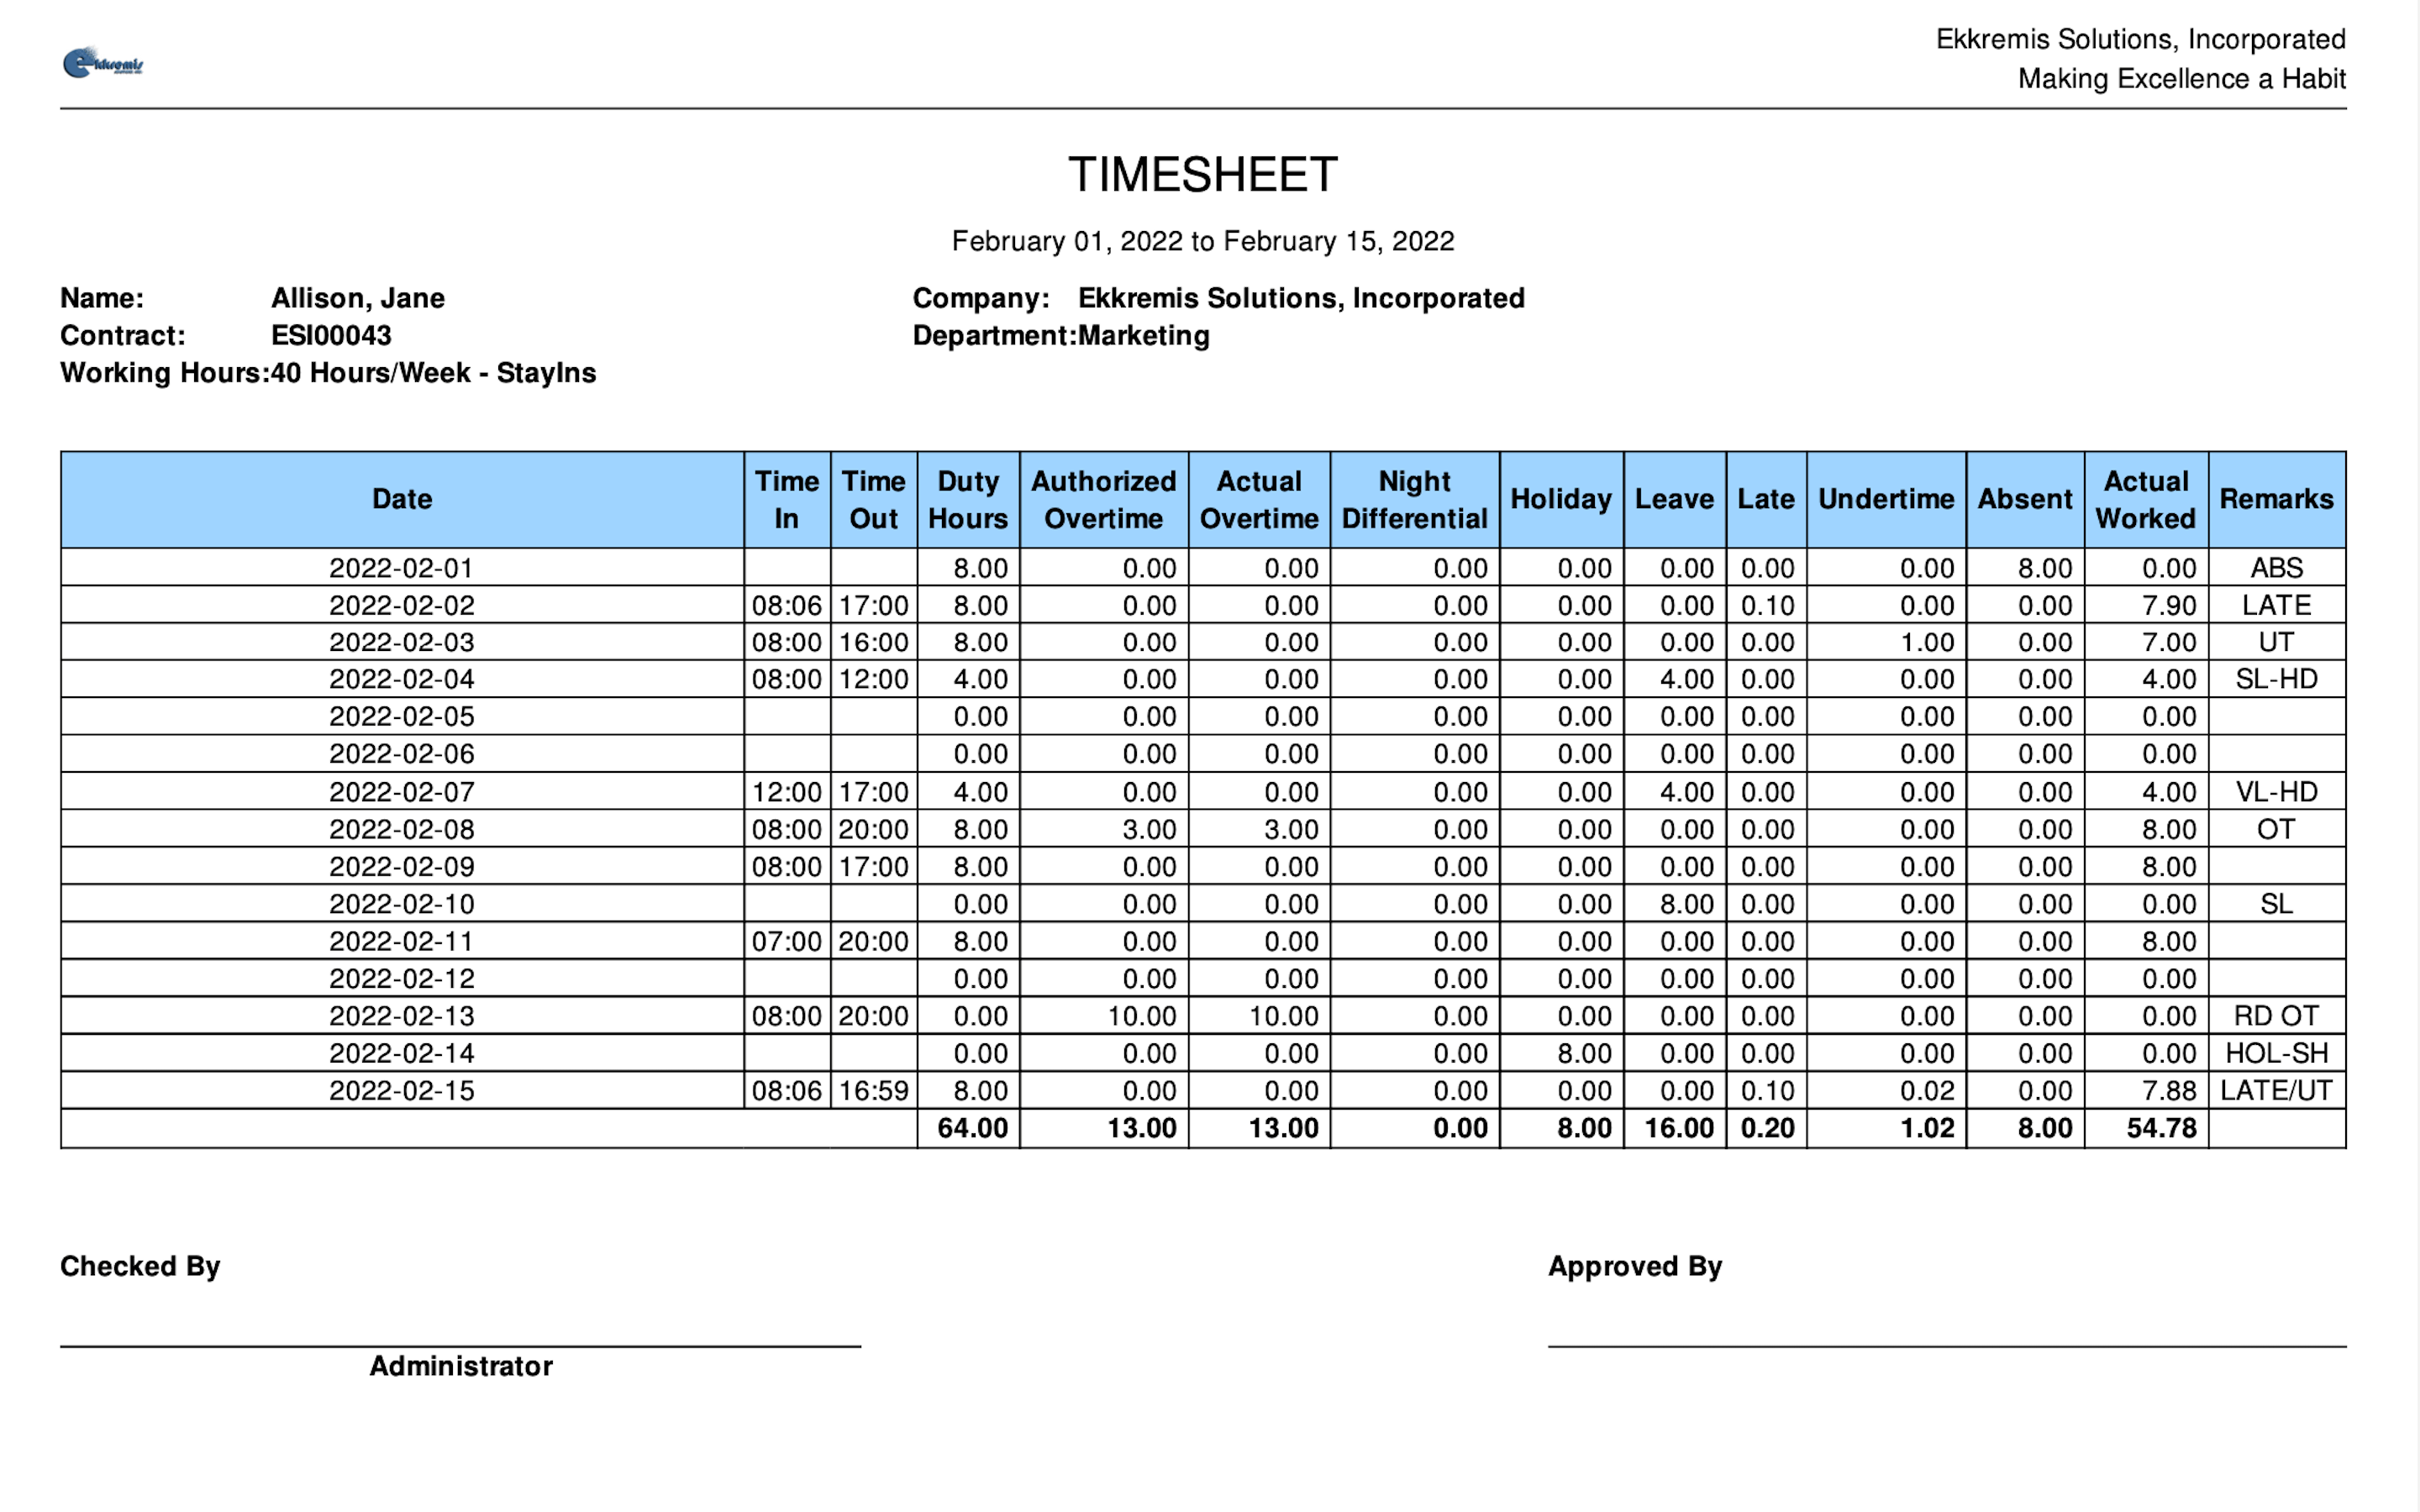 ekkremis
Ekkremis Solutions, Incorporated
Making Excellence a Habit
TIMESHEET
February 01, 2022 to February 15, 2022
Name: Allison, Jane Company: Ekkremis Solutions, Incorporated
Contract: ESI00043 Department:Marketing
Working Hours:40 Hours/Week - StayIns
Date Time In Time Out Duty Hours Authorized Overtime Actual Overtime Night Differential Holiday Leave Late Undertime Absent Actual Worked Remarks
2022-02-01 8.00 0.00 0.00 0.00 0.00 0.00 0.00 0.00 8.00 0.00 ABS
2022-02-02 08:06 17:00 8.00 0.00 0.00 0.00 0.00 0.00 0.10 0.00 0.00 7.90 LATE
2022-02-03 08:00 16:00 8.00 0.00 0.00 0.00 0.00 0.00 0.00 1.00 0.00 7.00 UT
2022-02-04 08:00 12:00 4.00 0.00 0.00 0.00 0.00 4.00 0.00 0.00 0.00 4.00 SL-HD
2022-02-05 0.00 0.00 0.00 0.00 0.00 0.00 0.00 0.00 0.00 0.00
2022-02-06 0.00 0.00 0.00 0.00 0.00 0.00 0.00 0.00 0.00 0.00
2022-02-07 12:00 17:00 4.00 0.00 0.00 0.00 0.00 4.00 0.00 0.00 0.00 4.00 VL-HD
2022-02-08 08:00 20:00 8.00 3.00 3.00 0.00 0.00 0.00 0.00 0.00 0.00 8.00 OT
2022-02-09 08:00 17:00 8.00 0.00 0.00 0.00 0.00 0.00 0.00 0.00 0.00 8.00
2022-02-10 0.00 0.00 0.00 0.00 0.00 8.00 0.00 0.00 0.00 0.00 SL
2022-02-11 07:00 20:00 8.00 0.00 0.00 0.00 0.00 0.00 0.00 0.00 0.00 8.00
2022-02-12 0.00 0.00 0.00 0.00 0.00 0.00 0.00 0.00 0.00 0.00
2022-02-13 08:00 20:00 0.00 10.00 10.00 0.00 0.00 0.00 0.00 0.00 0.00 0.00 RD OT
2022-02-14 0.00 0.00 0.00 0.00 8.00 0.00 0.00 0.00 0.00 0.00 HOL-SH
2022-02-15 08:06 16:59 8.00 0.00 0.00 0.00 0.00 0.00 0.10 0.02 0.00 7.88 LATE/UT
64.00 13.00 13.00 0.00 8.00 16.00 0.20 1.02 8.00 54.78
Checked By Approved By
Administrator